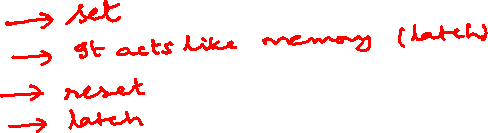 → set
→ It acts like memory (latch)
→ reset
→ latch